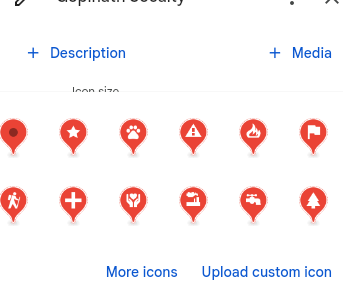 Description
Media
Icon size
More icons
Upload custom icon